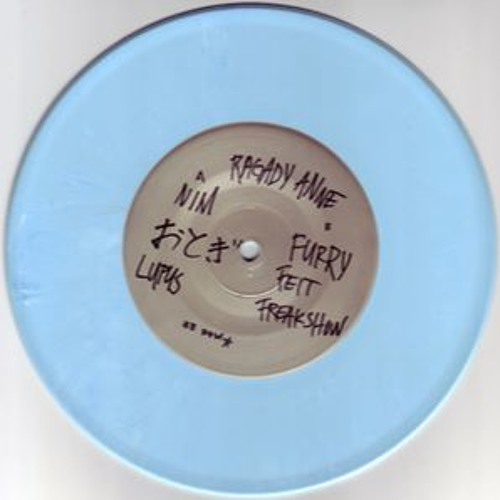 RAGADY ANNE
A
NIM
おとぎ
LUPUS
B
FURRY
FEIT
FREAKSHOW